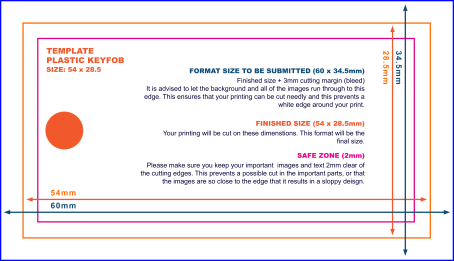 TEMPLATE
PLASTIC KEYFOB
SIZE: 54 x 28.5
FORMAT SIZE TO BE SUBMITTED (60 x 34.5mm)
Finished size + 3mm cutting margin (bleed)
It is advised to let the background and all of the images run through to this
edge. This ensures that your printing can be cut needly and this prevents a
white edge around your print.
FINISHED SIZE (54 x 28.5mm)
Your printing will be cut on these dimenstions. This format will be the
final size.
SAFE ZONE (2mm)
Please make sure you keep your important images and text 2mm clear of
the cutting edges. This prevents a possible cut in the important parts, or that
the images are so close to the edge that it results in a sloppy deisgn.
28.5mm
34.5mm
54mm
60mm